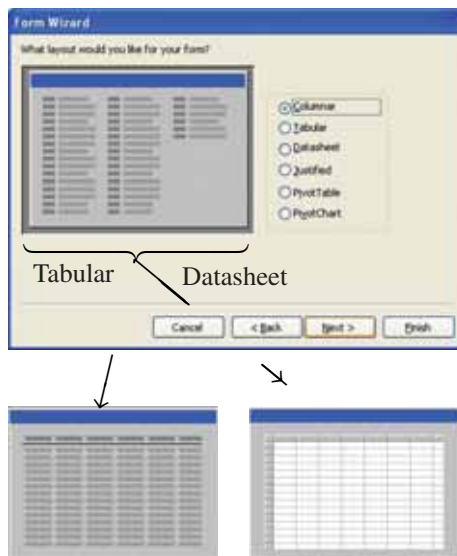 Form Wizard
What layout would you like for your form?
Columnar
Tabular
Datasheet
Justified
PivotTable
PivotChart
Tabular Datasheet
Cancel < Back Next > Finish